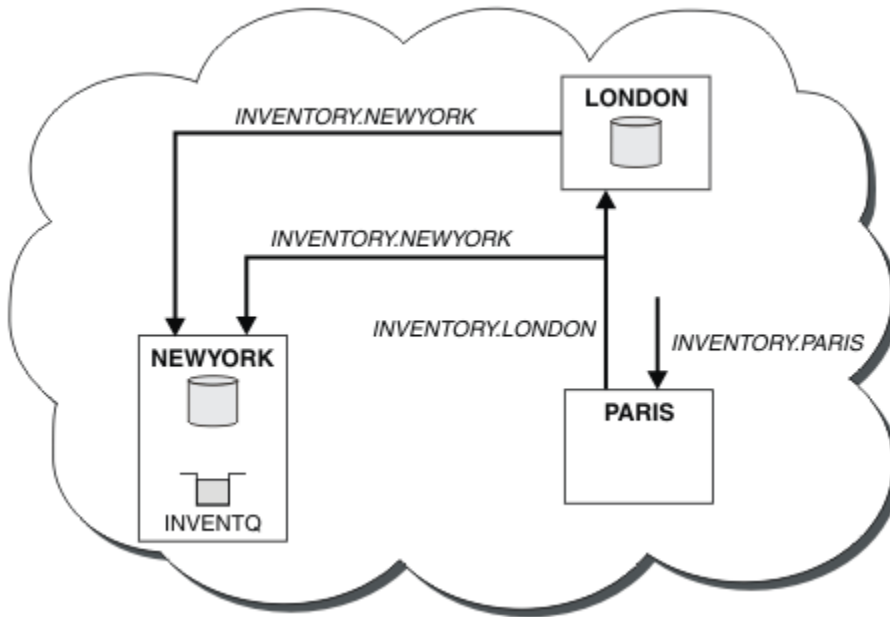 LONDON
INVENTORY.NEWYORK
INVENTORY.NEWYORK
INVENTORY.LONDON
INVENTORY.PARIS
NEWYORK
PARIS
INVENTQ